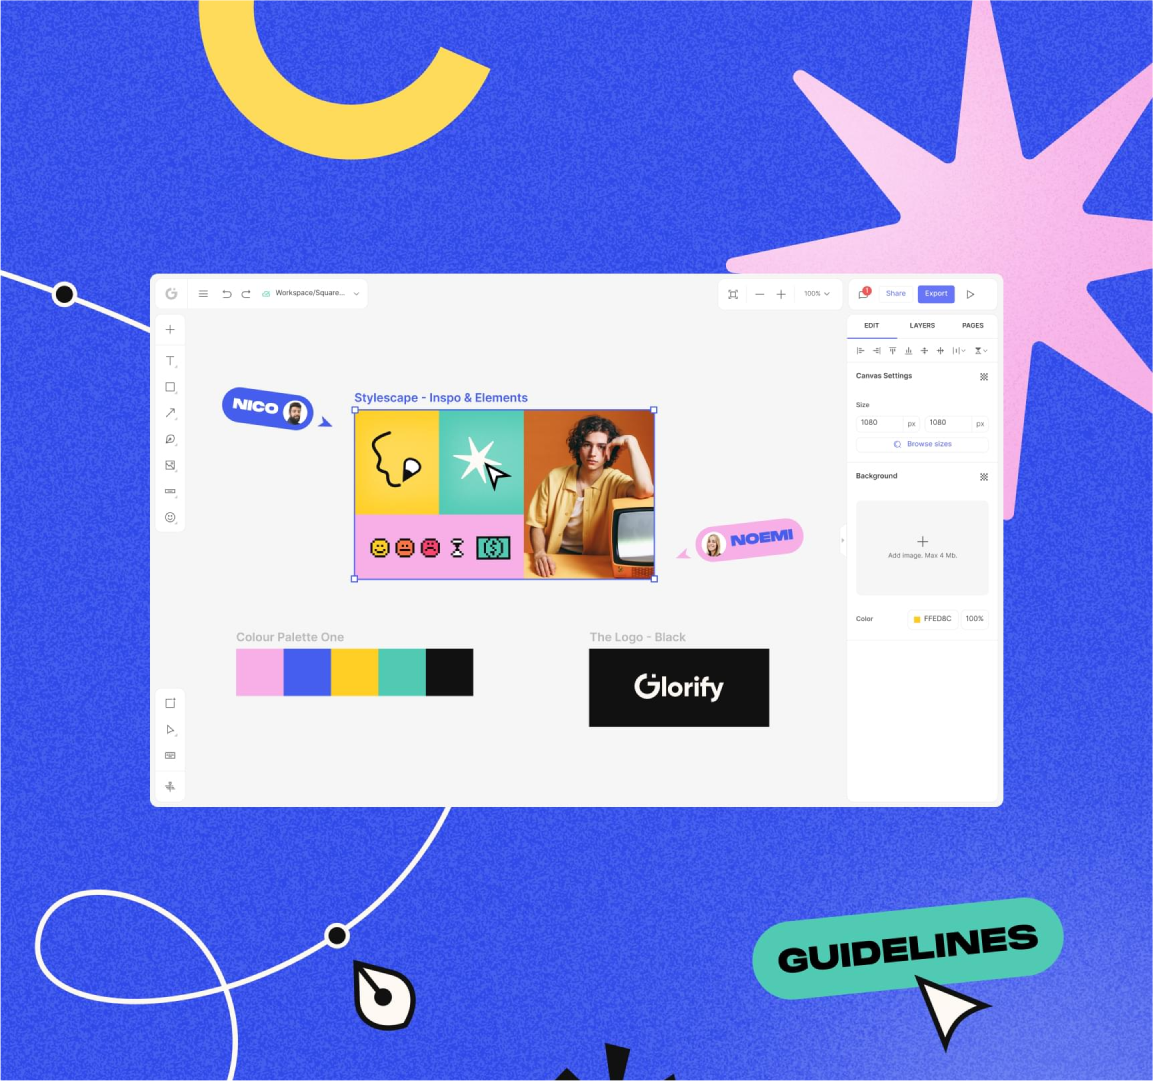 Workspace/Square...
100%
1
Share
Export
EDIT
LAYERS
PAGES
Canvas Settings
Size
1080 px 1080 px
Browse sizes
Background
Add image. Max 4 Mb.
Color
FFED8C
100%
NICO
Stylescape - Inspo & Elements
NOEMI
Colour Palette One
The Logo - Black
Glorify
GUIDELINES